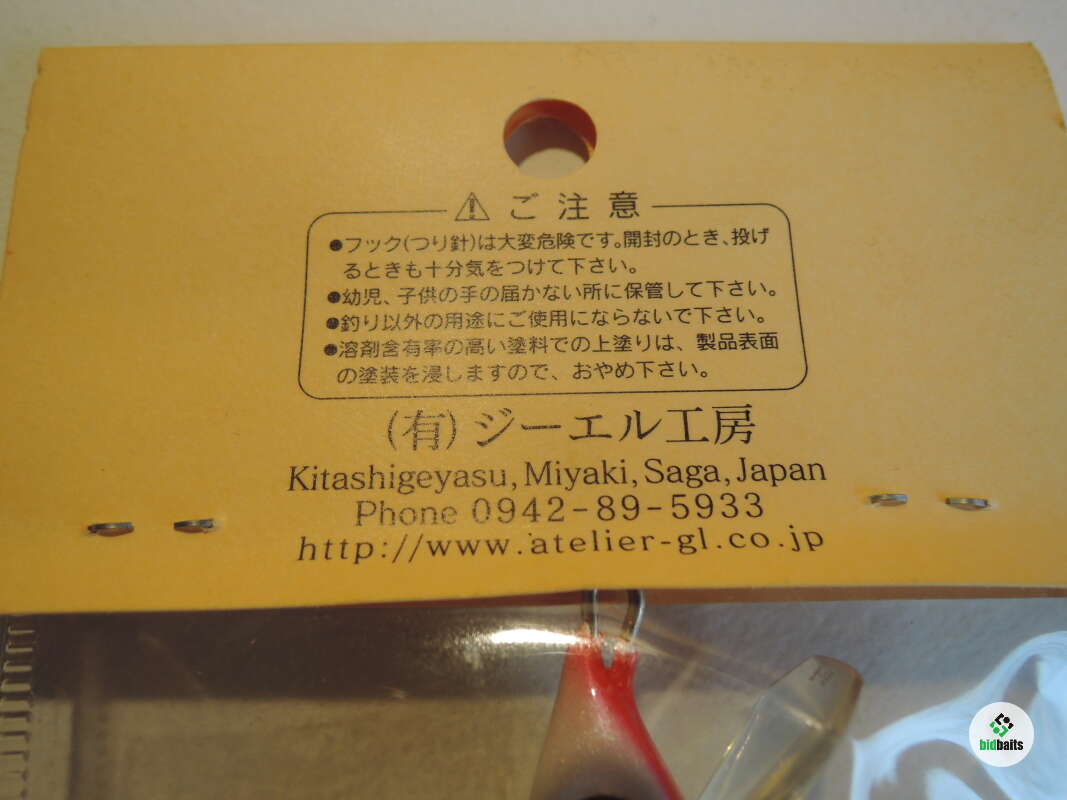 ご注意
●フック(つり針)は大変危険です。開封のとき、投げ
るときも十分気をつけて下さい。
●幼児、子供の手の届かない所に保管して下さい。
●釣り以外の用途にご使用にならないで下さい。
●溶剤含有率の高い塗料での上塗りは、製品表面
の塗装を浸しますので、おやめ下さい。
(有)ジーエル工房
Kitashigeyasu, Miyaki, Saga, Japan
Phone 0942-89-5933
http://www.atelier-gl.co.jp
bidbaits